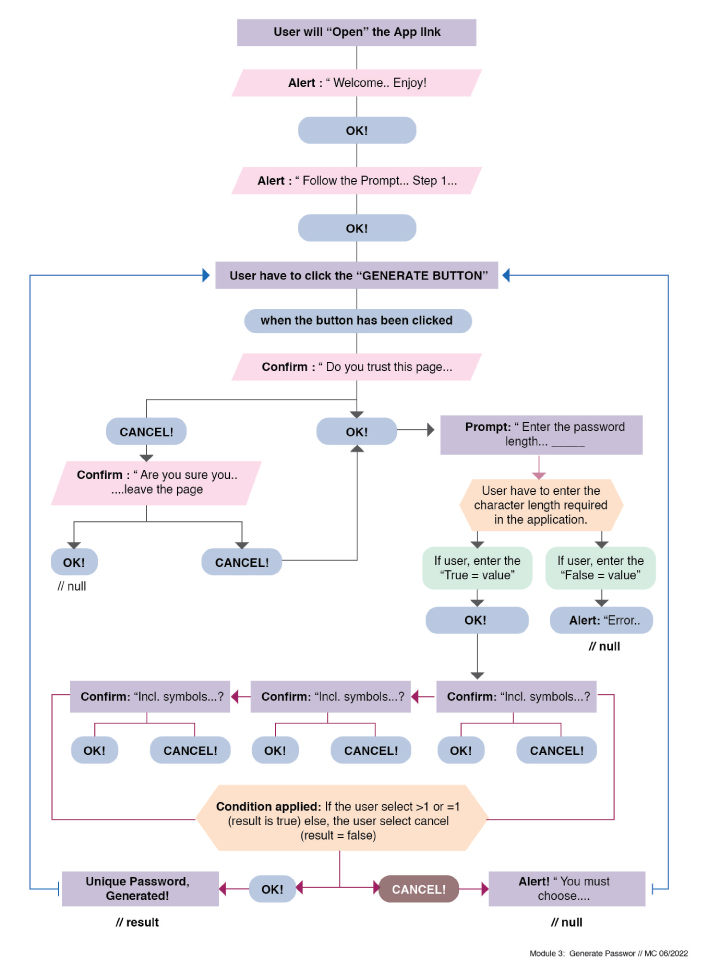 User will “Open” the App lInk
Alert : “ Welcome.. Enjoy!
OK!
Alert : “ Follow the Prompt... Step 1...
OK!
User have to click the “GENERATE BUTTON”
when the button has been clicked
Confirm : “ Do you trust this page...
CANCEL!
OK!
Prompt: “ Enter the password
length... _____
Confirm : “ Are you sure you..
....leave the page
User have to enter the
character length required
in the application.
OK!
// null
CANCEL!
If user, enter the
“True = value”
If user, enter the
“False = value”
OK!
Alert: “Error..
// null
Confirm: “Incl. symbols...?
Confirm: “Incl. symbols...?
Confirm: “Incl. symbols...?
OK!
CANCEL!
OK!
CANCEL!
OK!
CANCEL!
Condition applied: If the user select >1 or =1
(result is true) else, the user select cancel
(result = false)
Unique Password,
Generated!
OK!
CANCEL!
Alert! “ You must
choose....
// result
// null
Module 3:  Generate Passwor // MC 06/2022